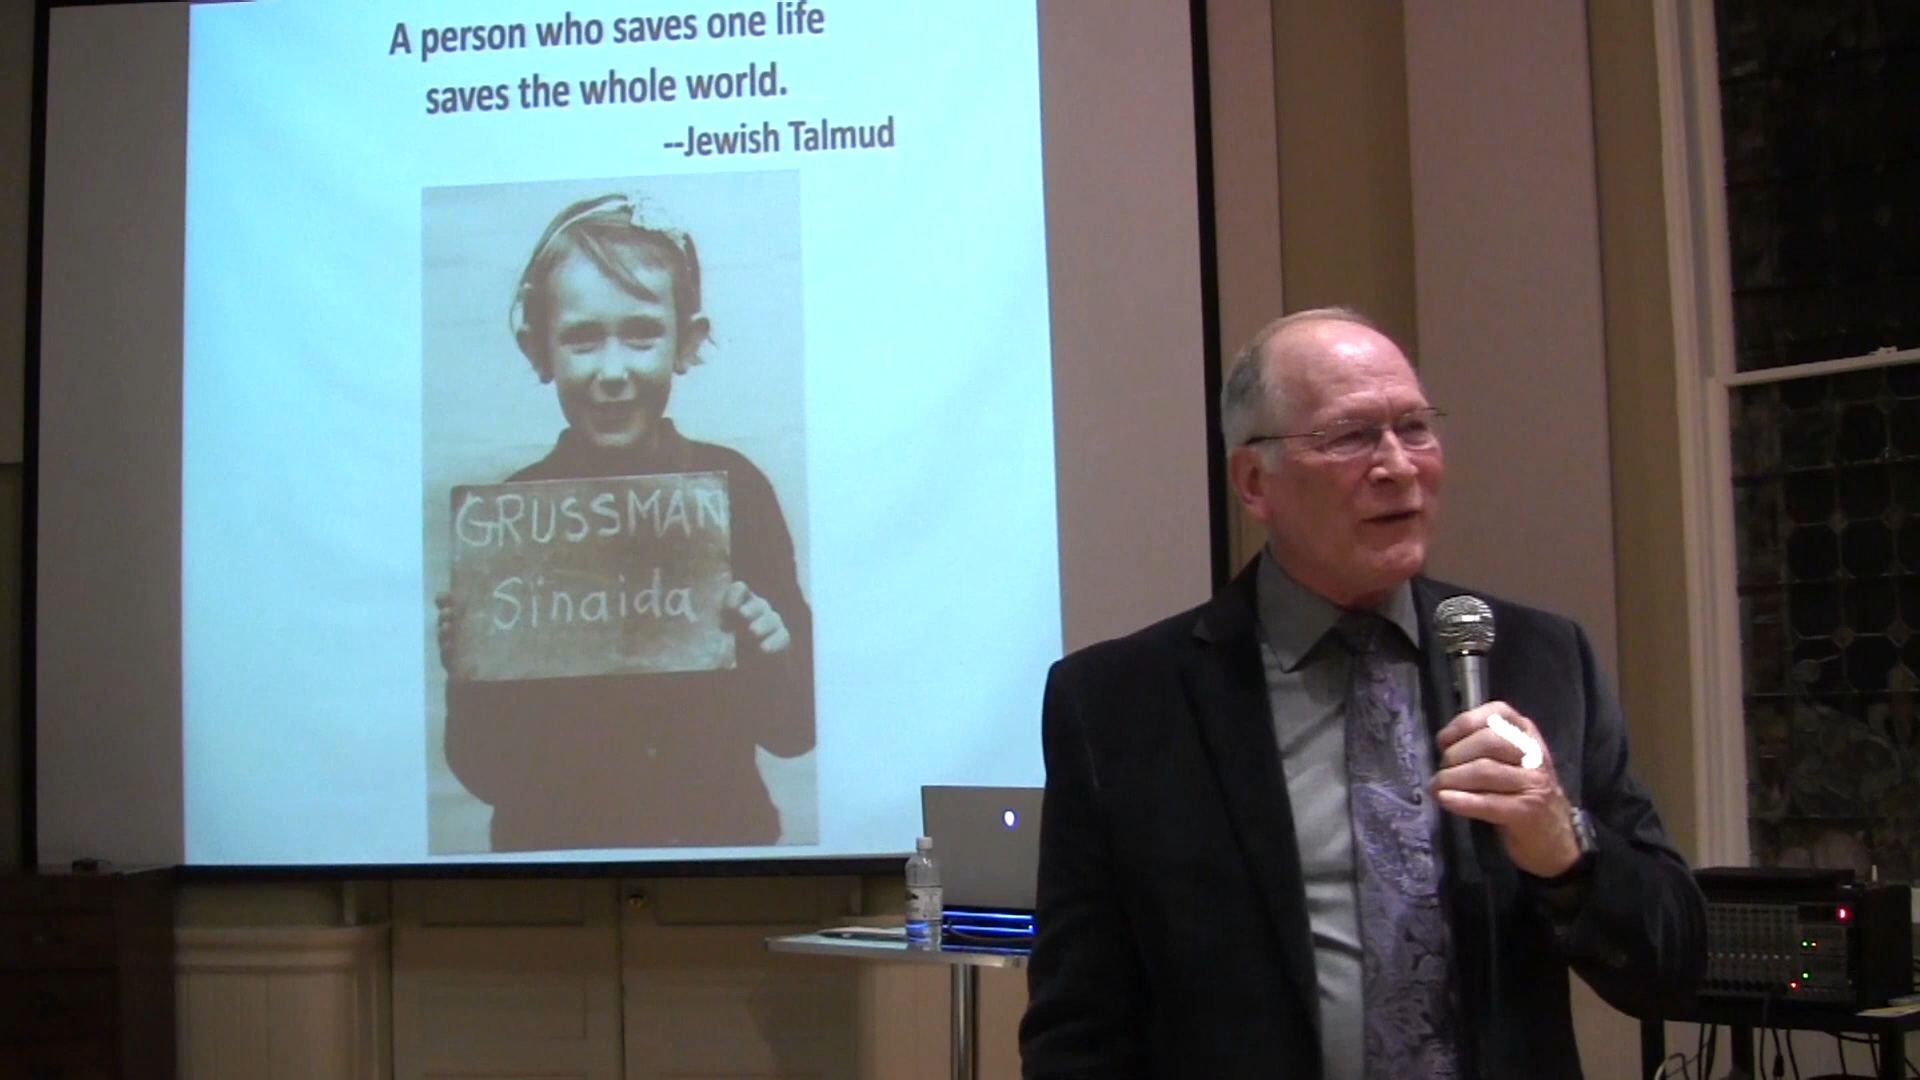 A person who saves one life
saves the whole world.
--Jewish Talmud
GRUSSMAN
Sinaida